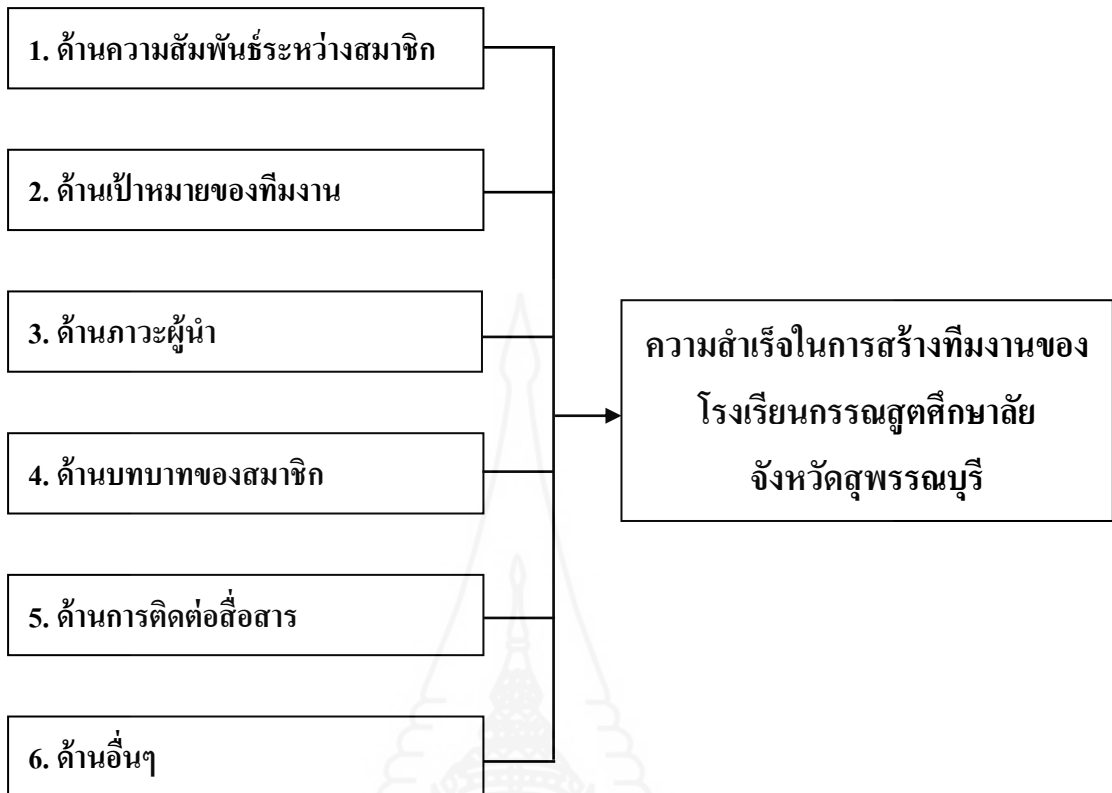 1. ด้านความสัมพันธ์ระหว่างสมาชิก
2. ด้านเป้าหมายของทีมงาน
3. ด้านภาวะผู้นำ
4. ด้านบทบาทของสมาชิก
5. ด้านการติดต่อสื่อสาร
6. ด้านอื่นๆ
ความสำเร็จในการสร้างทีมงานของ
โรงเรียนกรรณสูตศึกษาลัย
จังหวัดสุพรรณบุรี